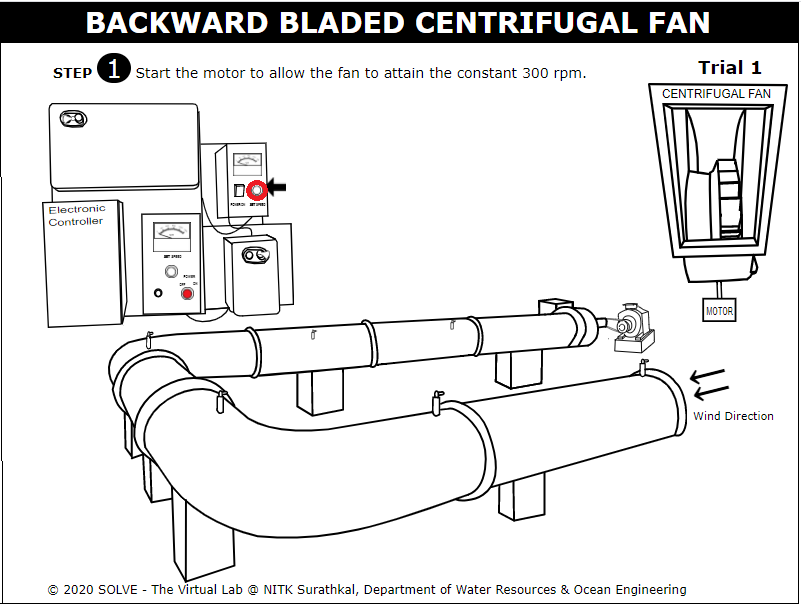 BACKWARD BLADED CENTRIFUGAL FAN
STEP 1 Start the motor to allow the fan to attain the constant 300 rpm.
Trial 1
CENTRIFUGAL FAN
POWER ON SET SPEED
Electronic
Controller
SET SPEED
POWER
OFF ON
MOTOR
Wind Direction
© 2020 SOLVE - The Virtual Lab @ NITK Surathkal, Department of Water Resources & Ocean Engineering